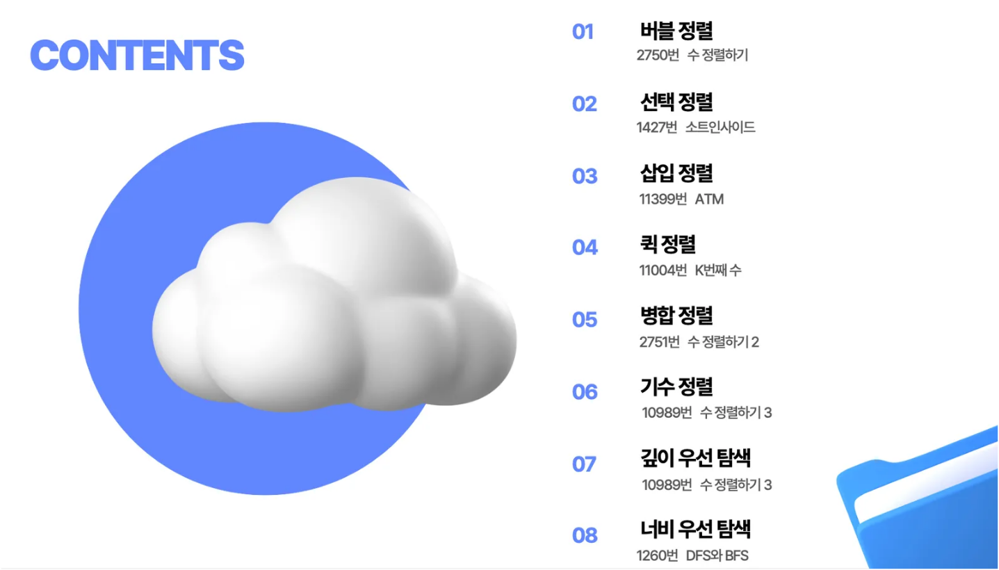 CONTENTS
01 버블 정렬
2750번 수 정렬하기
02 선택 정렬
1427번 소트인사이드
03 삽입 정렬
11399번 ATM
04 퀵 정렬
11004번 K번째 수
05 병합 정렬
2751번 수 정렬하기 2
06 기수 정렬
10989번 수 정렬하기 3
07 깊이 우선 탐색
10989번 수 정렬하기 3
08 너비 우선 탐색
1260번 DFS와 BFS